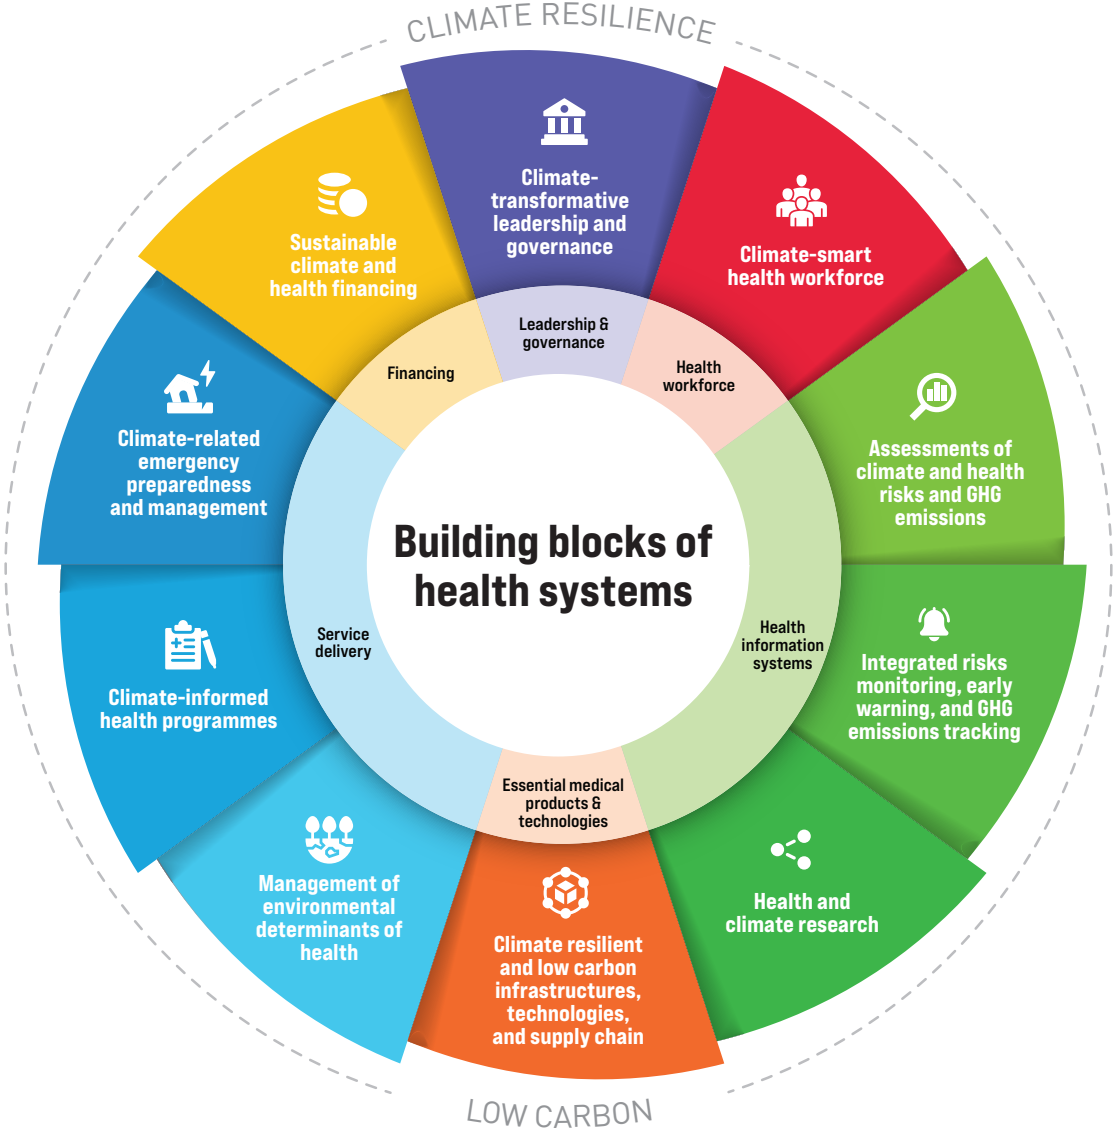 CLIMATE RESILIENCE
Climate-
transformative
leadership and
governance
Climate-smart
health workforce
Assessments of
climate and health
risks and GHG
emissions
Integrated risks
monitoring, early
warning, and GHG
emissions tracking
Health and
climate research
Climate resilient
and low carbon
infrastructures,
technologies,
and supply chain
Management of
environmental
determinants of
health
Climate-informed
health programmes
Climate-related
emergency
preparedness
and management
Sustainable
climate and
health financing
Leadership &
governance
Health
workforce
Health
information
systems
Essential medical
products &
technologies
Service
delivery
Financing
Building blocks of
health systems
LOW CARBON